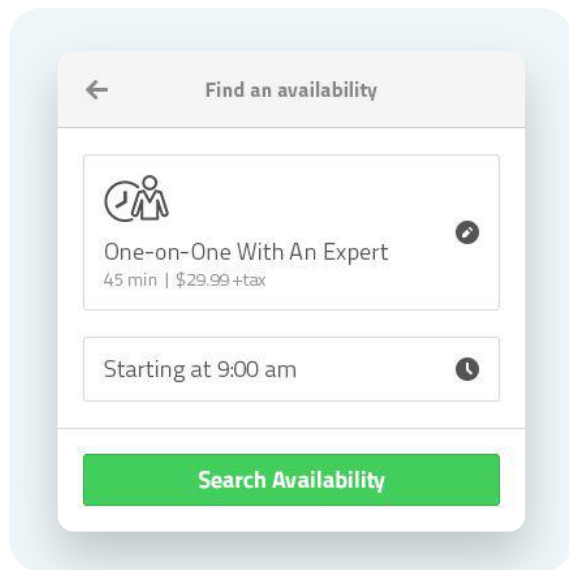 Find an availability
One-on-One With An Expert
45 min | $29.99 +tax
Starting at 9:00 am
Search Availability